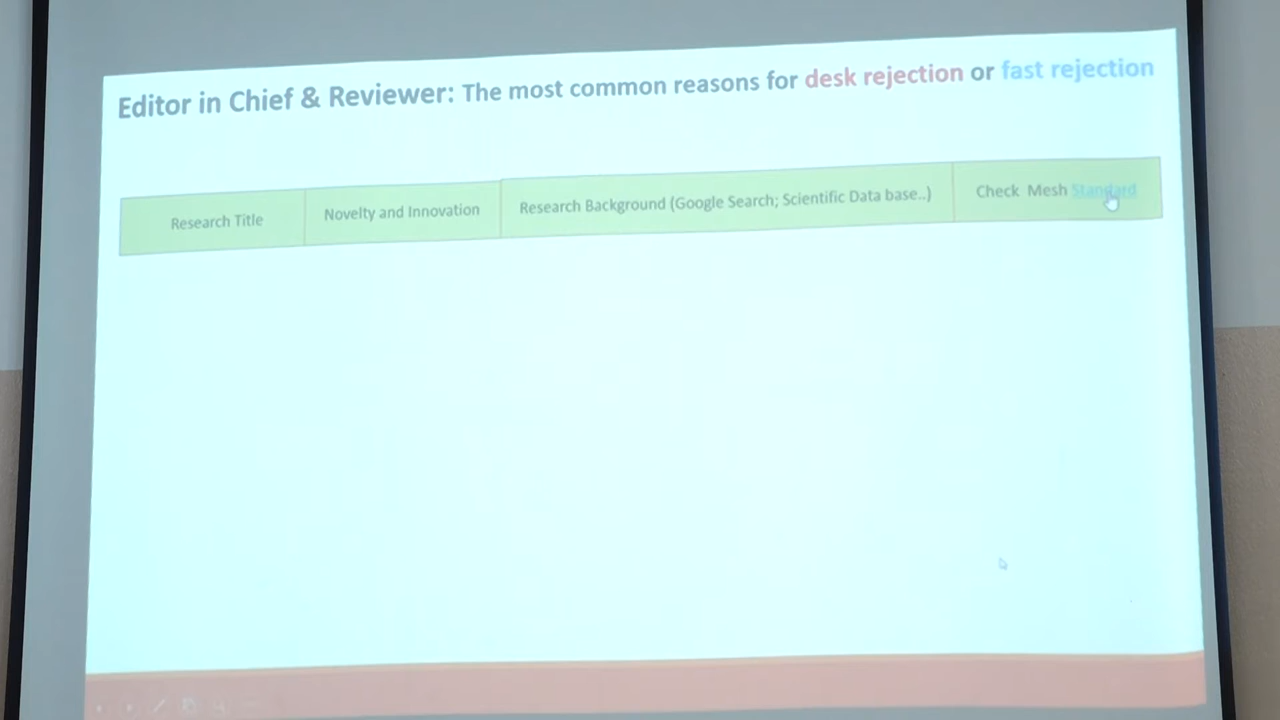 Editor in Chief & Reviewer: The most common reasons for desk rejection or fast rejection
Research Title
Novelty and Innovation
Research Background (Google Search; Scientific Data base..)
Check Mesh Standard